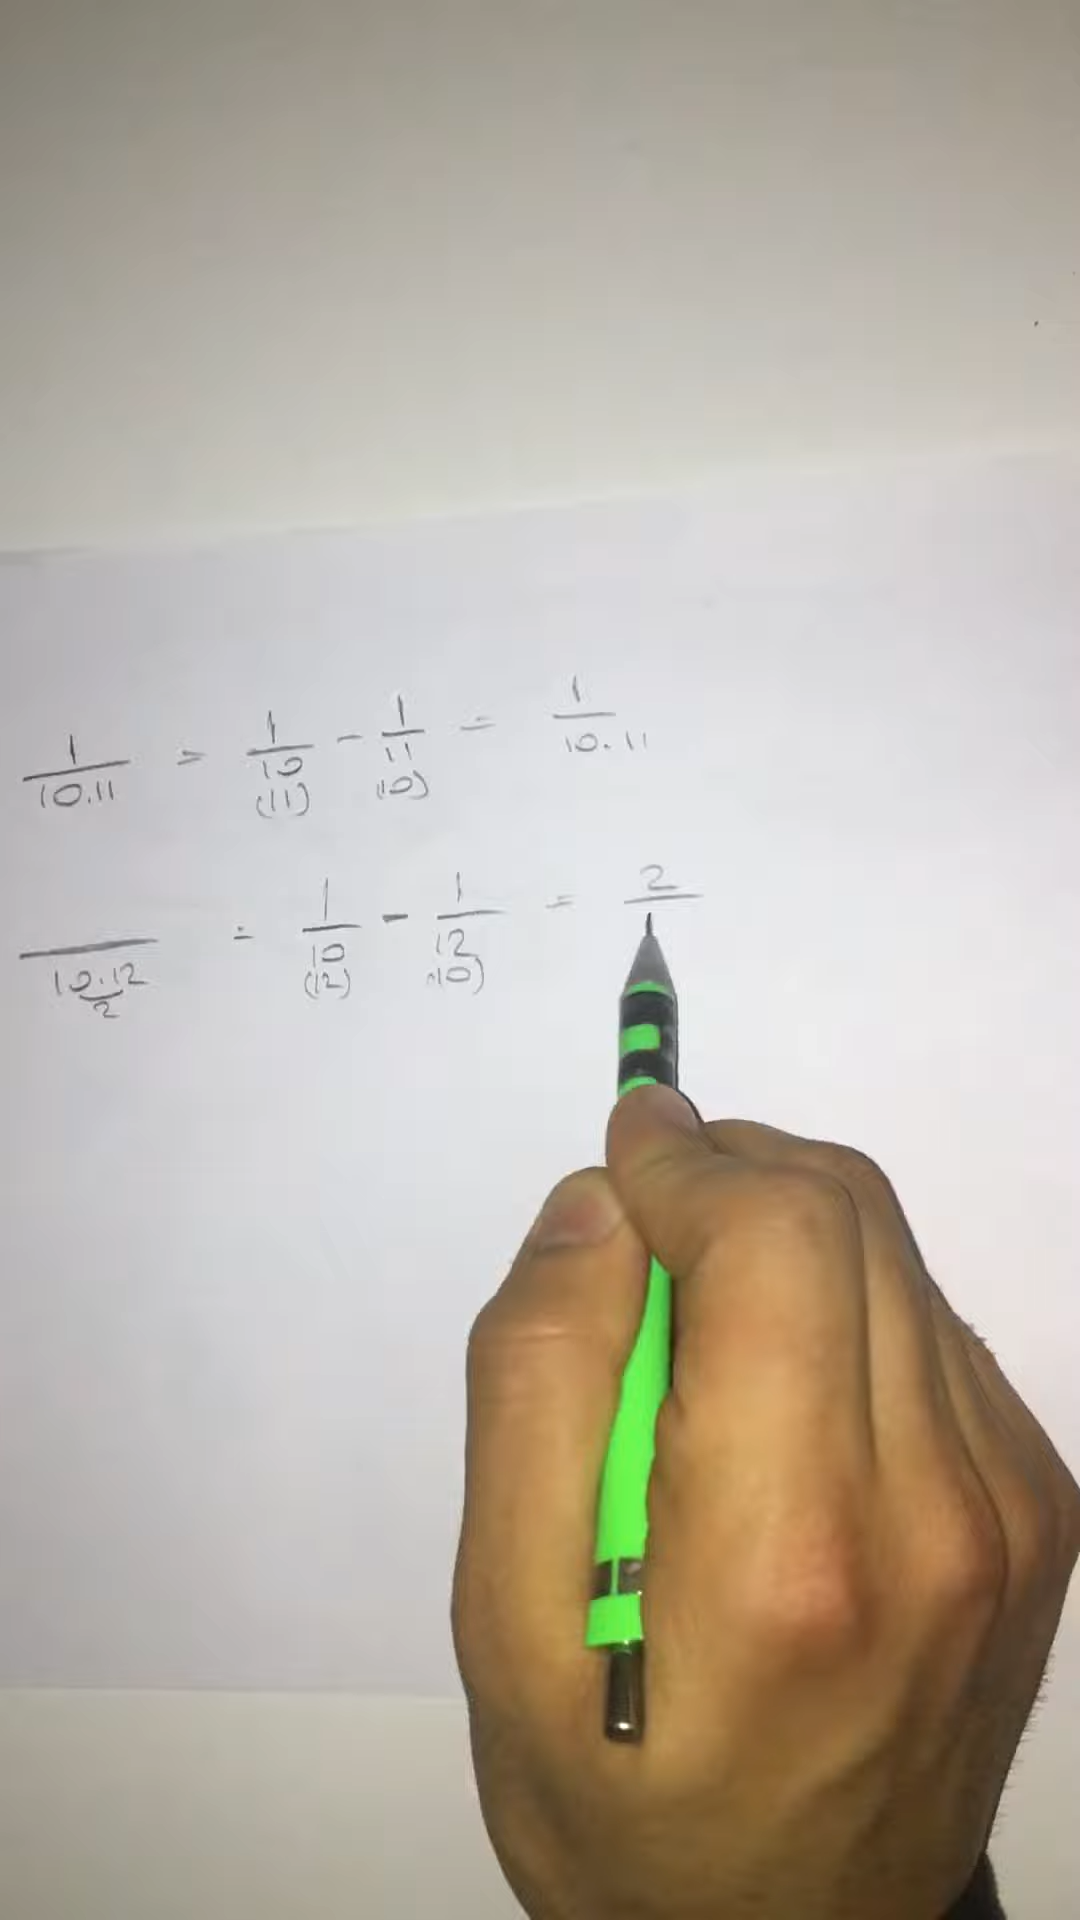 1/10.11 = 1/10 - 1/11 = 1/10.11
(11) (10)
/10.12 = 1/10 - 1/12 = 2/
2 (12) (10)